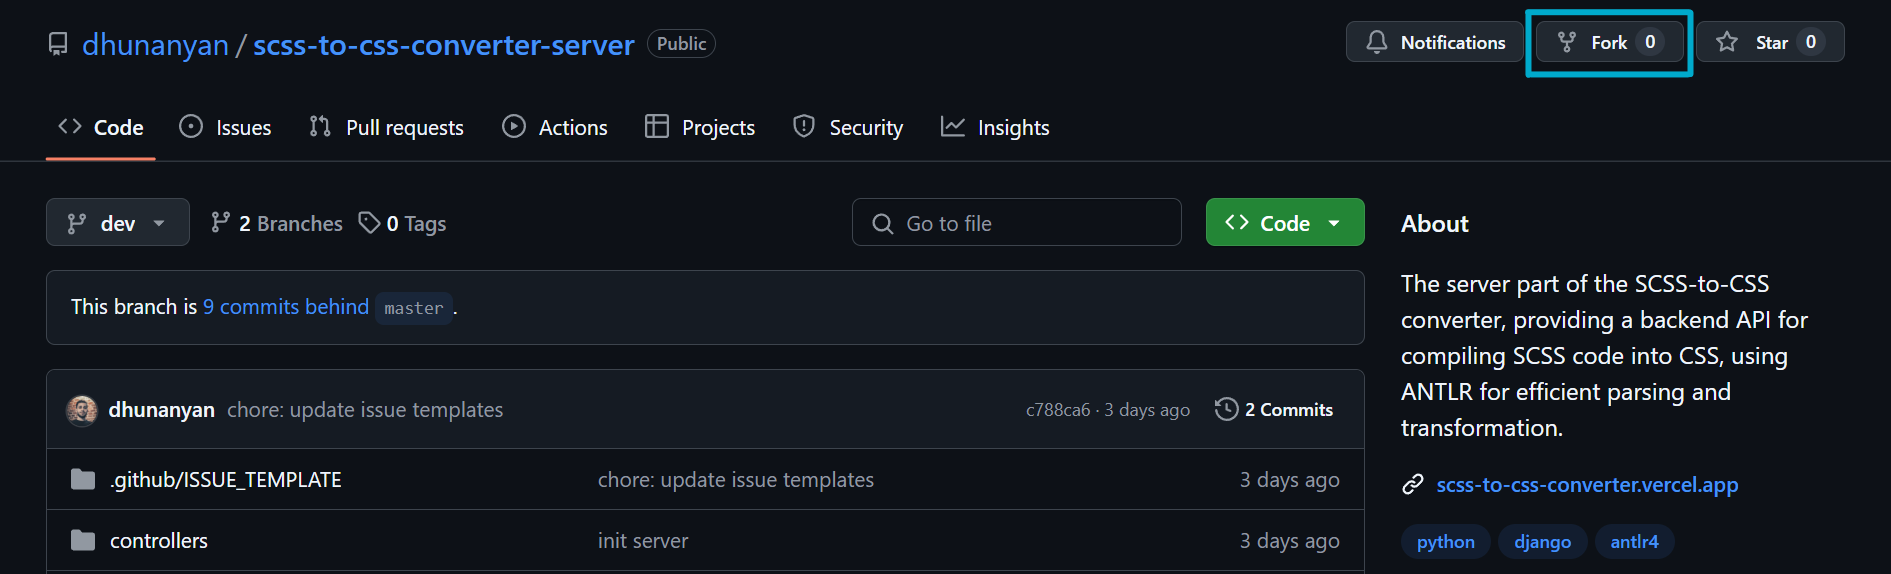 dhunanyan / scss-to-css-converter-server Public
Notifications Fork 0 Star 0
Code Issues Pull requests Actions Projects Security Insights
dev 2 Branches 0 Tags Go to file Code
This branch is 9 commits behind master .
dhunanyan chore: update issue templates c788ca6 · 3 days ago 2 Commits
.github/ISSUE_TEMPLATE chore: update issue templates 3 days ago
controllers init server 3 days ago
About
The server part of the SCSS-to-CSS
converter, providing a backend API for
compiling SCSS code into CSS, using
ANTLR for efficient parsing and
transformation.
scss-to-css-converter.vercel.app
python django antlr4